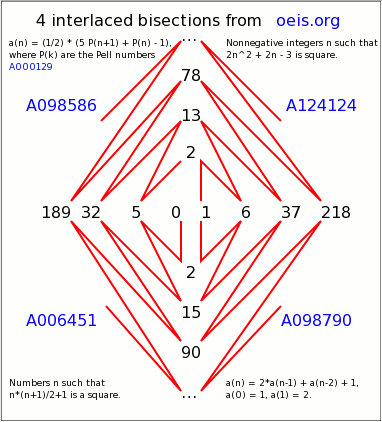 4 interlaced bisections from oeis.org
a(n) = (1/2) * (5 P(n+1) + P(n) - 1),
where P(k) are the Pell numbers
A000129
...
Nonnegative integers n such that
2n^2 + 2n - 3 is square.
78
A098586
13
A124124
2
189 32 5 0 1 6 37 218
2
15
A006451
A098790
90
Numbers n such that
n*(n+1)/2+1 is a square.
...
a(n) = 2*a(n-1) + a(n-2) + 1,
a(0) = 1, a(1) = 2.